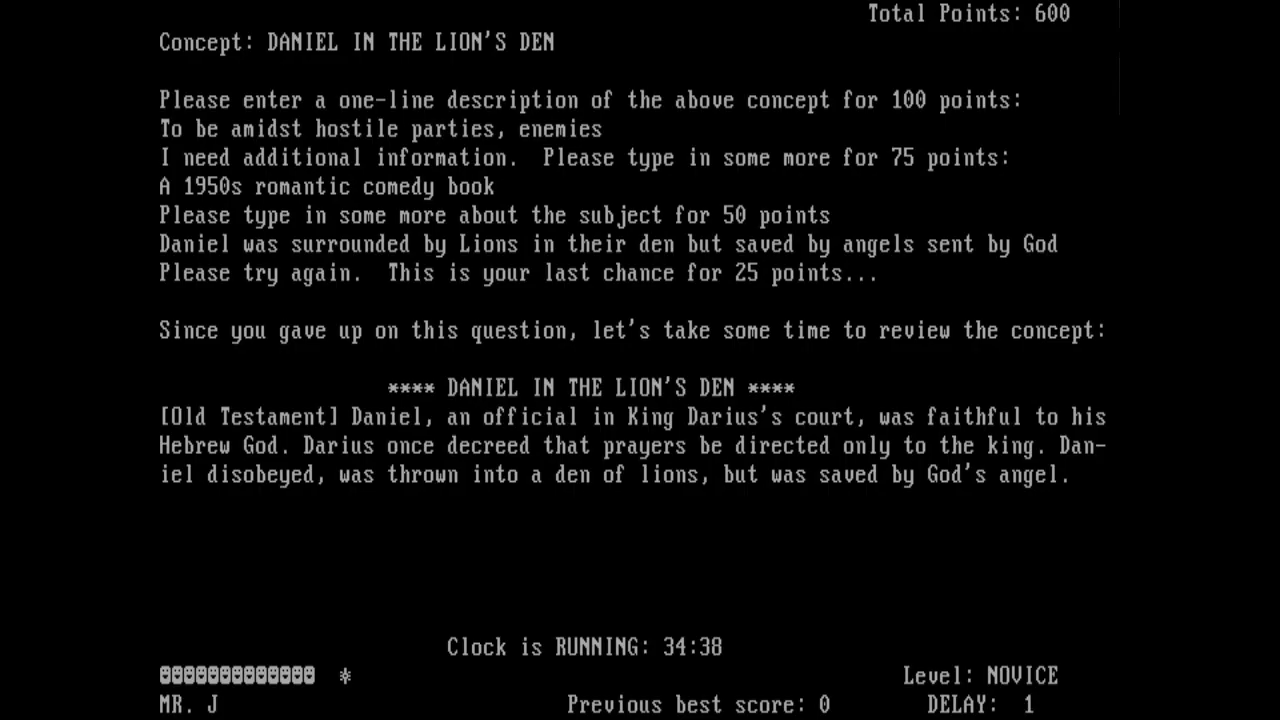 Total Points: 600
Concept: DANIEL IN THE LION'S DEN
Please enter a one-line description of the above concept for 100 points:
To be amidst hostile parties, enemies
I need additional information.  Please type in some more for 75 points:
A 1950s romantic comedy book
Please type in some more about the subject for 50 points
Daniel was surrounded by Lions in their den but saved by angels sent by God
Please try again.  This is your last chance for 25 points...
Since you gave up on this question, let's take some time to review the concept:
**** DANIEL IN THE LION'S DEN ****
[Old Testament] Daniel, an official in King Darius's court, was faithful to his
Hebrew God. Darius once decreed that prayers be directed only to the king. Dan-
iel disobeyed, was thrown into a den of lions, but was saved by God's angel.
Clock is RUNNING: 34:38
☻☻☻☻☻☻☻☻☻☻☻☻☻  * Level: NOVICE
MR. J Previous best score: 0 DELAY:  1